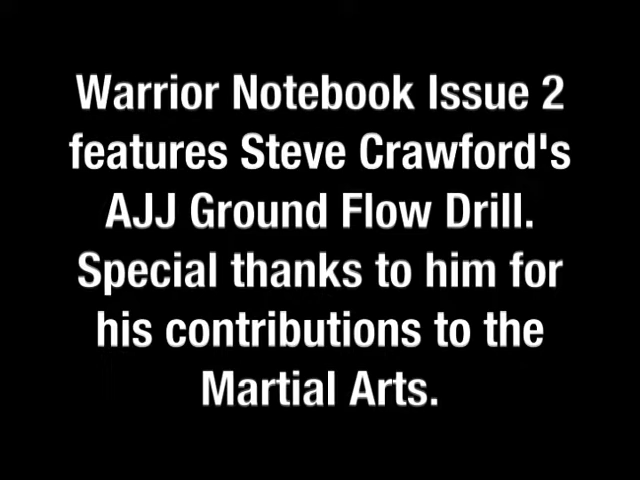 Warrior Notebook Issue 2
features Steve Crawford's
AJJ Ground Flow Drill.
Special thanks to him for
his contributions to the
Martial Arts.